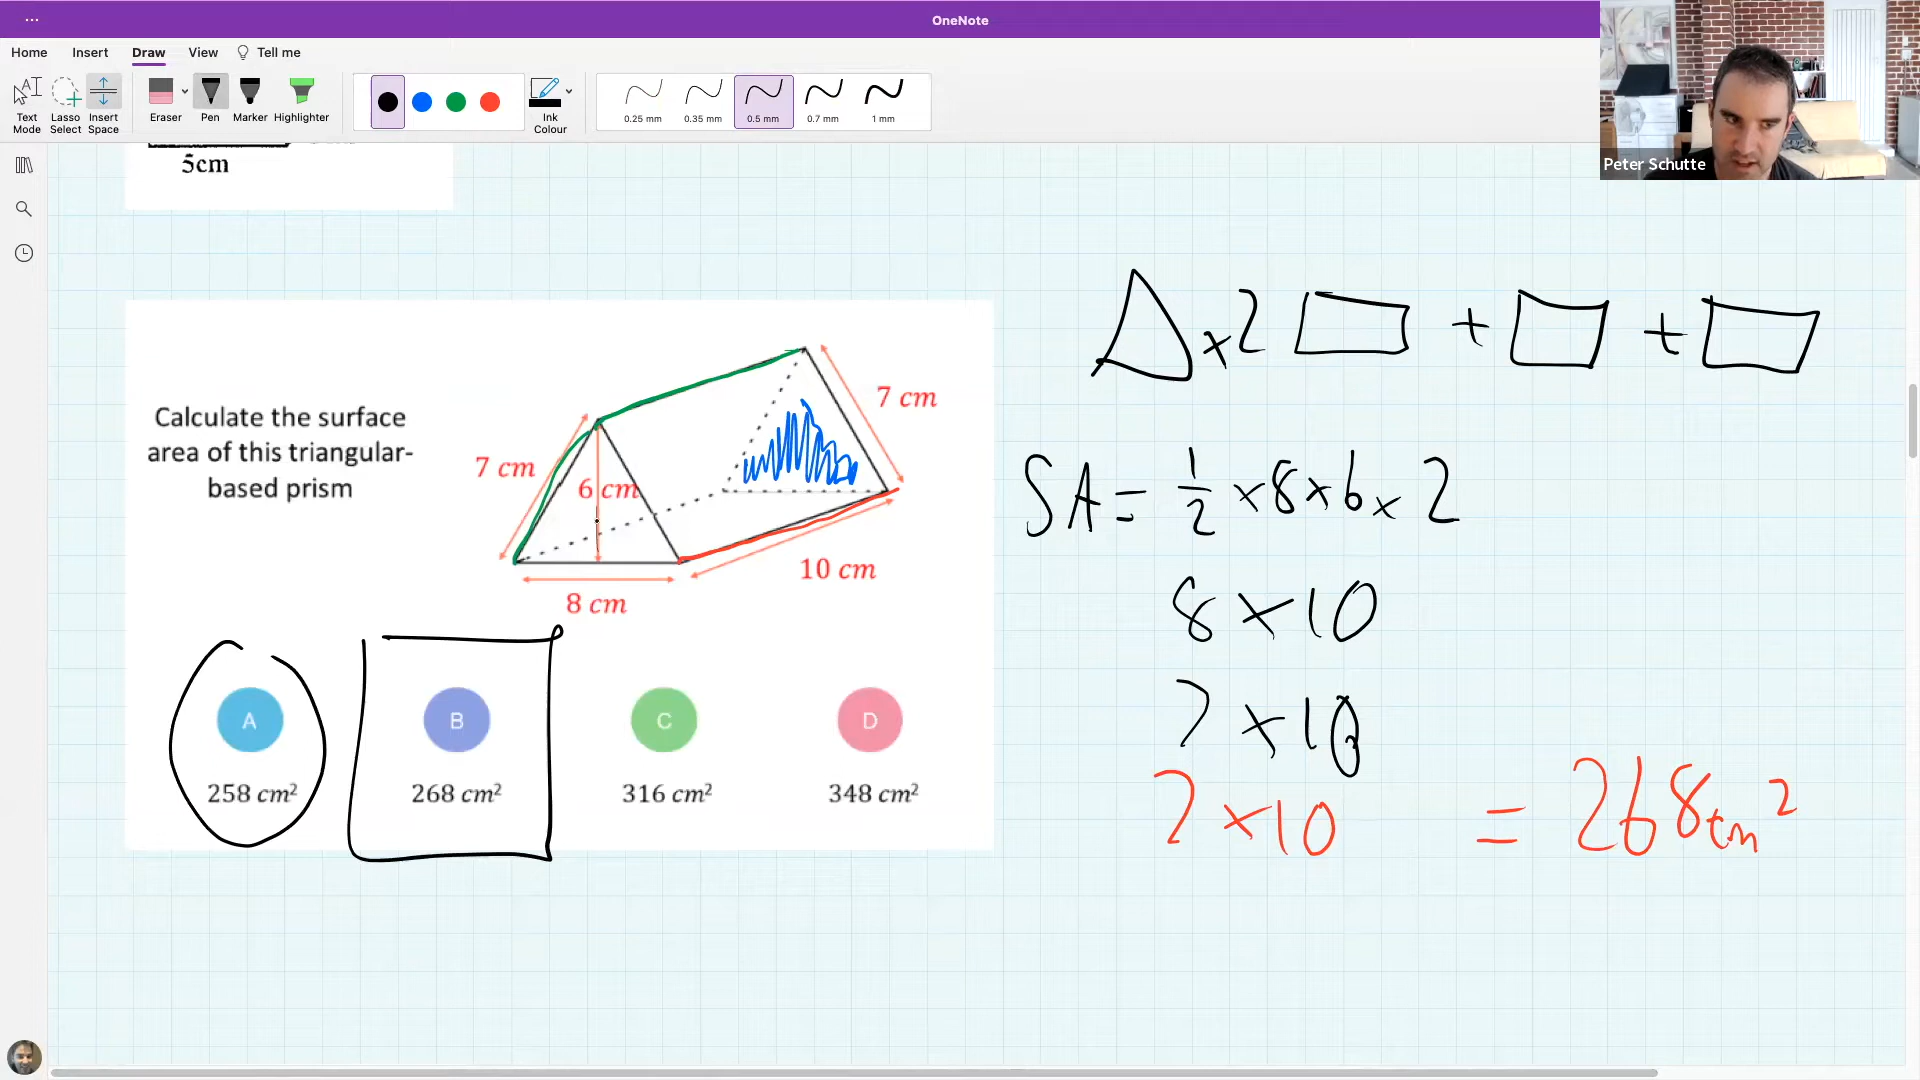 OneNote
Home Insert Draw View Tell me
Text Mode
Lasso Select
Insert Space
Eraser
Pen
Marker
Highlighter
Ink Colour
0.25 mm
0.35 mm
0.5 mm
0.7 mm
1 mm
Peter Schutte
5cm
Calculate the surface
area of this triangular-
based prism
7 cm
7 cm
6 cm
10 cm
8 cm
A
B
C
D
258 cm²
268 cm²
316 cm²
348 cm²
×2 + +
SA = 1/2 ×8×6×2
8×10
7×10
7×10 = 268cm²